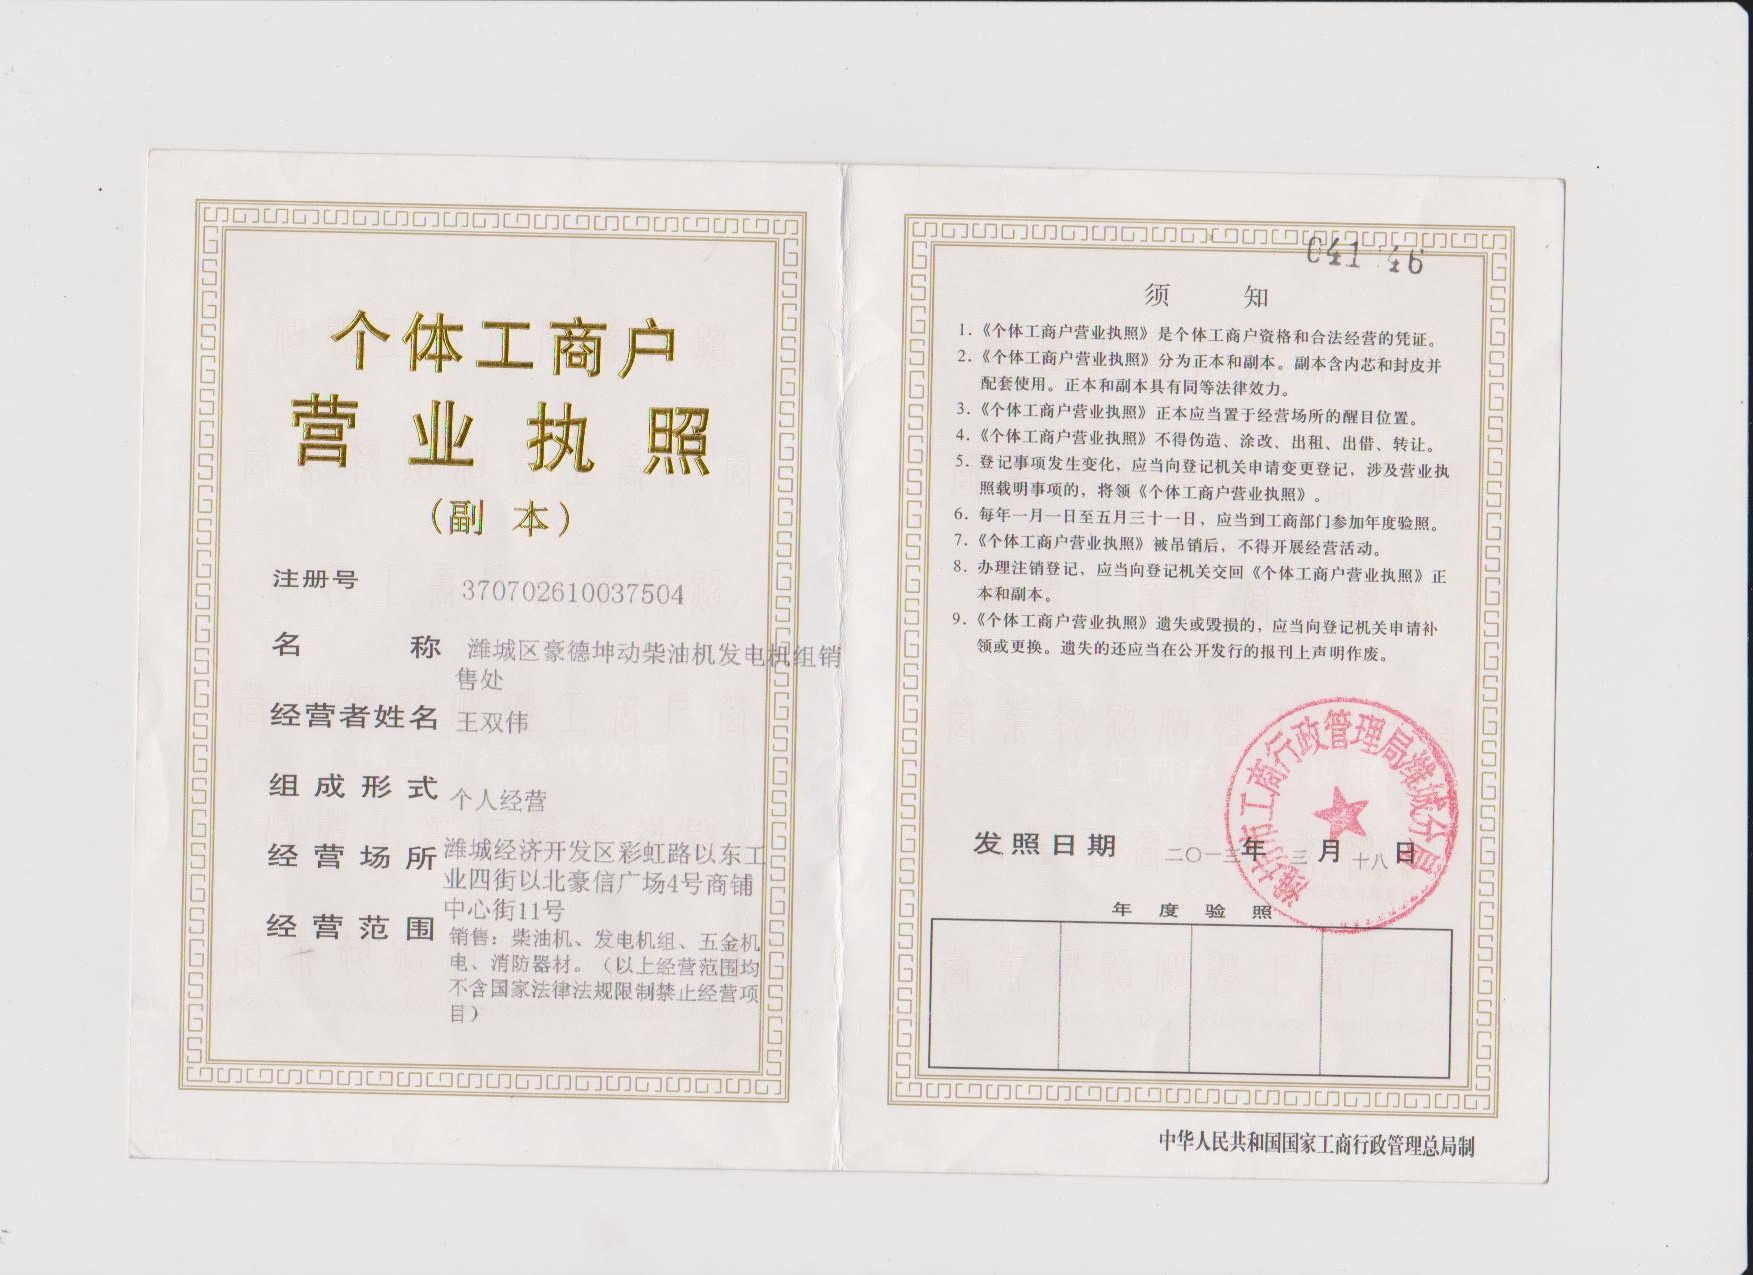 个体工商户
营业执照
（副 本）
注册号 370702610037504
名 称 潍城区豪德坤动柴油机发电机组销
售处
经营者姓名 王双伟
组成形式 个人经营
经营场所 潍城经济开发区彩虹路以东工
业四街以北豪信广场4号商铺
中心街11号
经营范围 销售：柴油机、发电机组、五金机
电、消防器材。（以上经营范围均
不含国家法律法规限制禁止经营项
目）
041 46
须 知
1.《个体工商户营业执照》是个体工商户资格和合法经营的凭证。
2.《个体工商户营业执照》分为正本和副本。副本含内芯和封皮并
配套使用。正本和副本具有同等法律效力。
3.《个体工商户营业执照》正本应当置于经营场所的醒目位置。
4.《个体工商户营业执照》不得伪造、涂改、出租、出借、转让。
5. 登记事项发生变化，应当向登记机关申请变更登记，涉及营业执
照载明事项的，将领《个体工商户营业执照》。
6. 每年一月一日至五月三十一日，应当到工商部门参加年度验照。
7.《个体工商户营业执照》被吊销后，不得开展经营活动。
8. 办理注销登记，应当向登记机关交回《个体工商户营业执照》正
本和副本。
9.《个体工商户营业执照》遗失或毁损的，应当向登记机关申请补
领或更换。遗失的还应当在公开发行的报刊上声明作废。
潍坊市工商行政管理局潍城分局
发照日期 二〇一三年 三月 十八日
年 度 验 照
中华人民共和国国家工商行政管理总局制